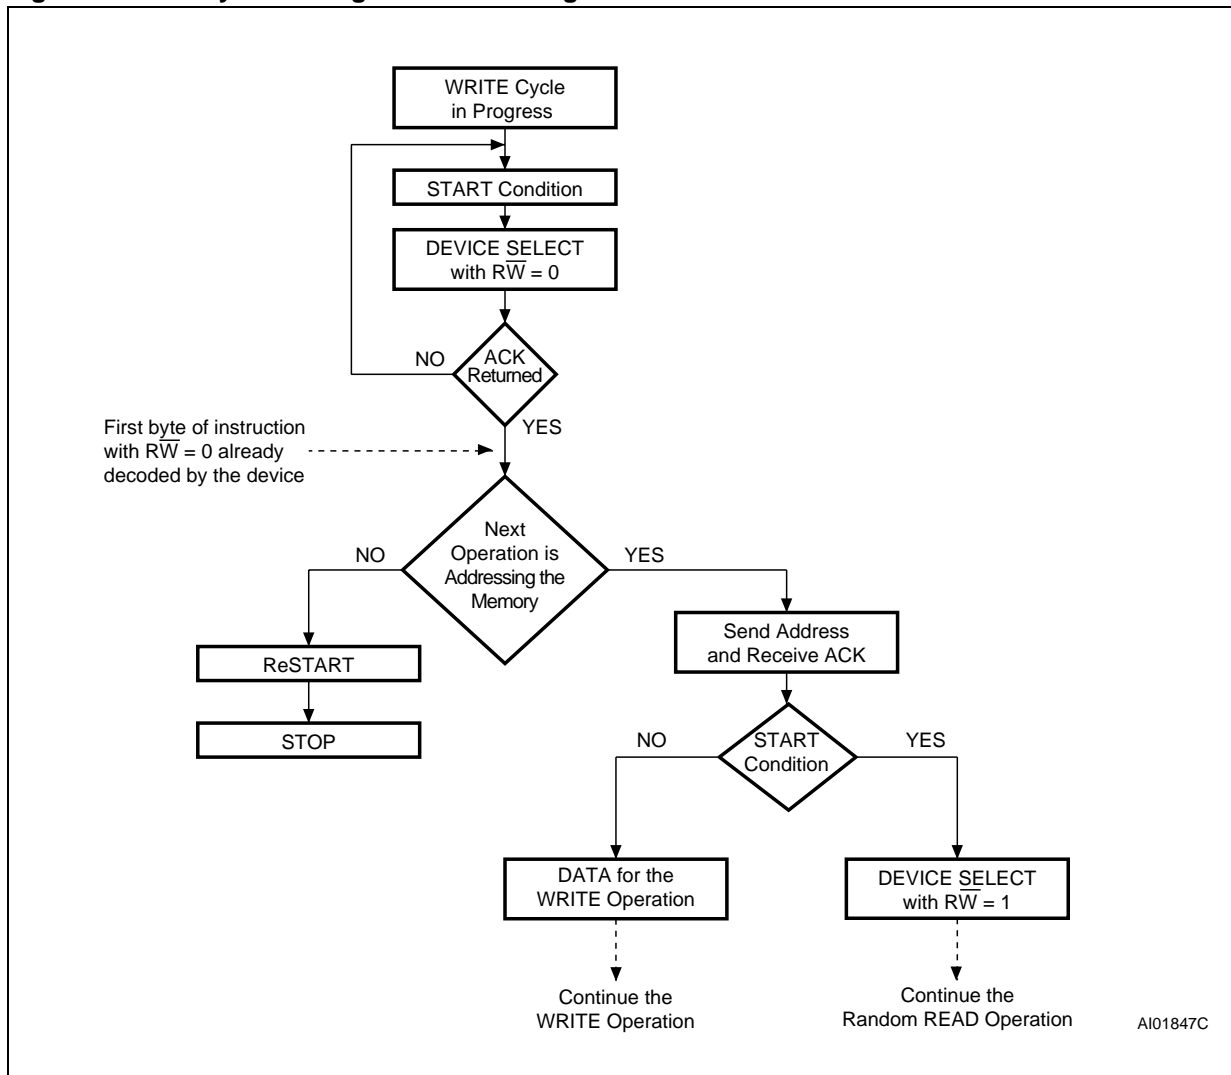 WRITE Cycle
in Progress
START Condition
DEVICE SELECT
with RW̅ = 0
NO
ACK
Returned
YES
First byte of instruction
with RW̅ = 0 already
decoded by the device
NO
Next
Operation is
Addressing the
Memory
YES
Send Address
and Receive ACK
ReSTART
STOP
NO
START
Condition
YES
DATA for the
WRITE Operation
DEVICE SELECT
with RW̅ = 1
Continue the
WRITE Operation
Continue the
Random READ Operation
AI01847C